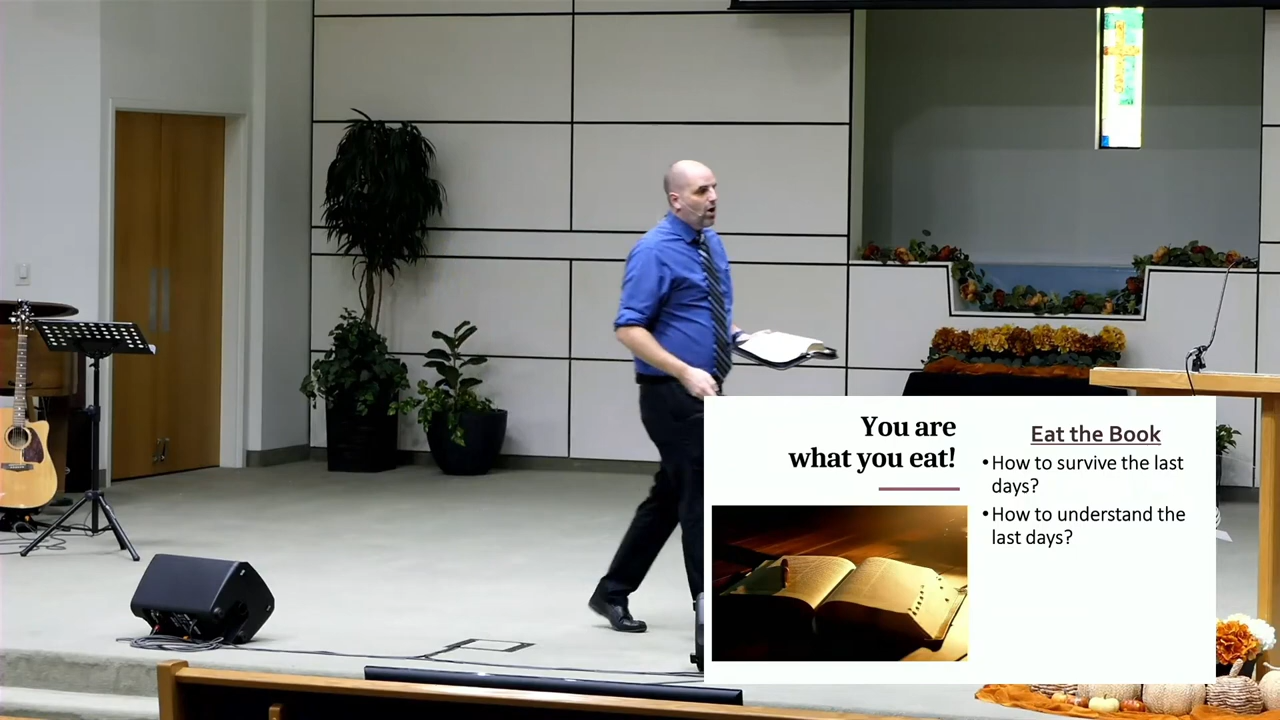 You are
what you eat!
Eat the Book
•How to survive the last
days?
•How to understand the
last days?